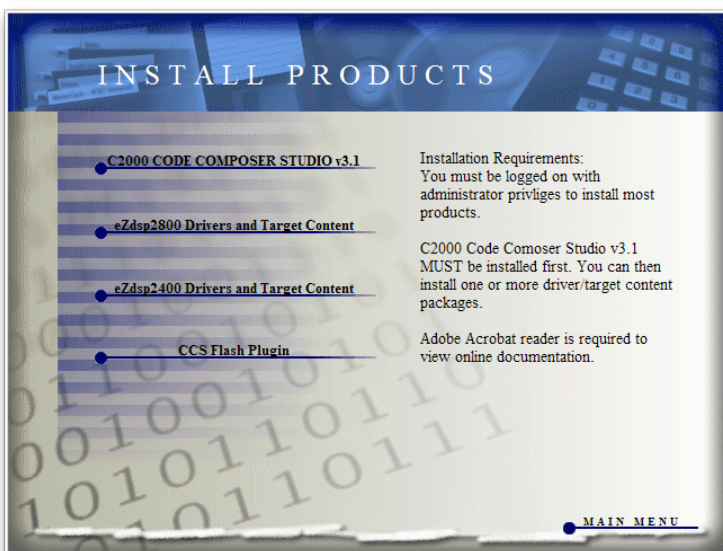 INSTALL PRODUCTS
C2000 CODE COMPOSER STUDIO v3.1
eZdsp2800 Drivers and Target Content
eZdsp2400 Drivers and Target Content
CCS Flash Plugin
Installation Requirements:
You must be logged on with
administrator privliges to install most
products.
C2000 Code Comoser Studio v3.1
MUST be installed first. You can then
install one or more driver/target content
packages.
Adobe Acrobat reader is required to
view online documentation.
MAIN MENU